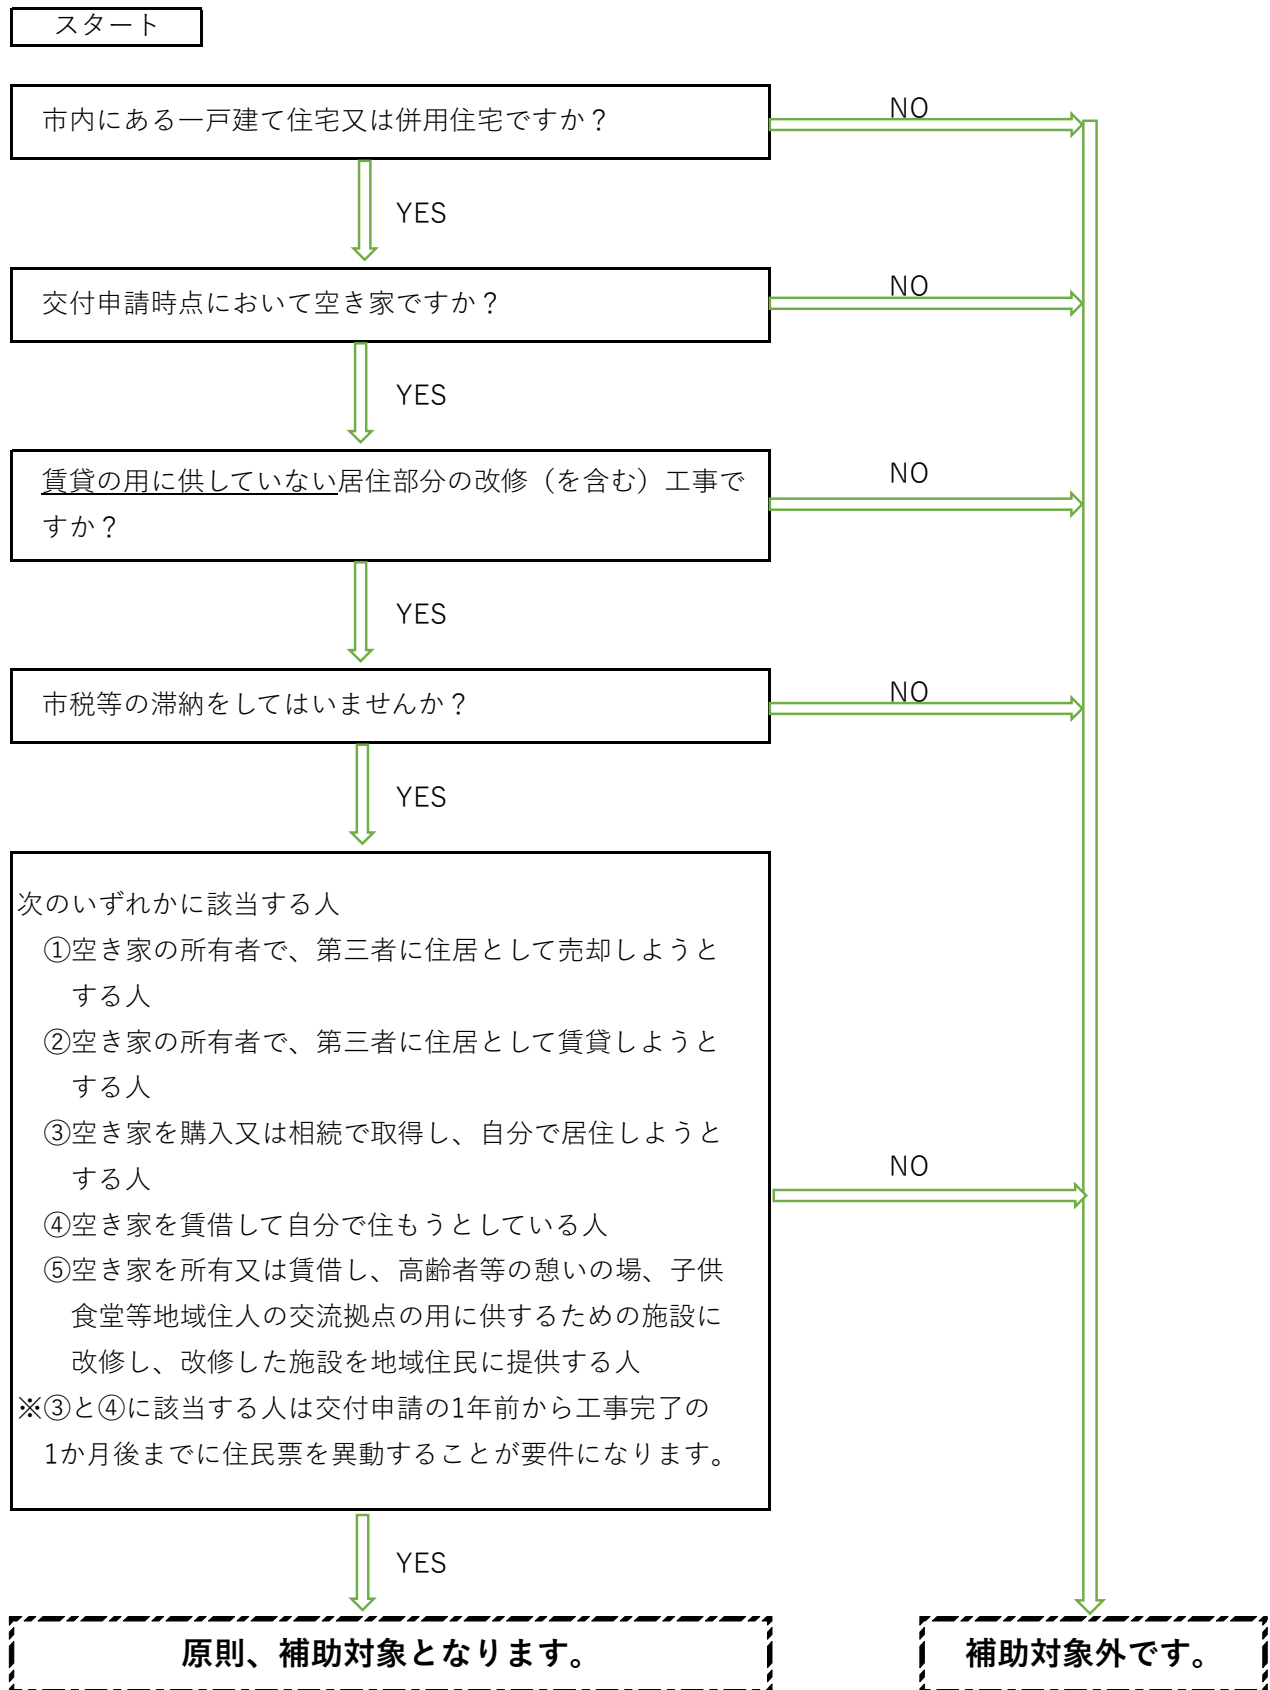 スタート
市内にある一戸建て住宅又は併用住宅ですか？
NO
YES
交付申請時点において空き家ですか？
NO
YES
賃貸の用に供していない居住部分の改修（を含む）工事で
すか？
NO
YES
市税等の滞納をしてはいませんか？
NO
YES
次のいずれかに該当する人
①空き家の所有者で、第三者に住居として売却しようと
する人
②空き家の所有者で、第三者に住居として賃貸しようと
する人
③空き家を購入又は相続で取得し、自分で居住しようと
する人
④空き家を賃借して自分で住もうとしている人
⑤空き家を所有又は賃借し、高齢者等の憩いの場、子供
食堂等地域住人の交流拠点の用に供するための施設に
改修し、改修した施設を地域住民に提供する人
※③と④に該当する人は交付申請の1年前から工事完了の
1か月後までに住民票を異動することが要件になります。
NO
YES
原則、補助対象となります。
補助対象外です。